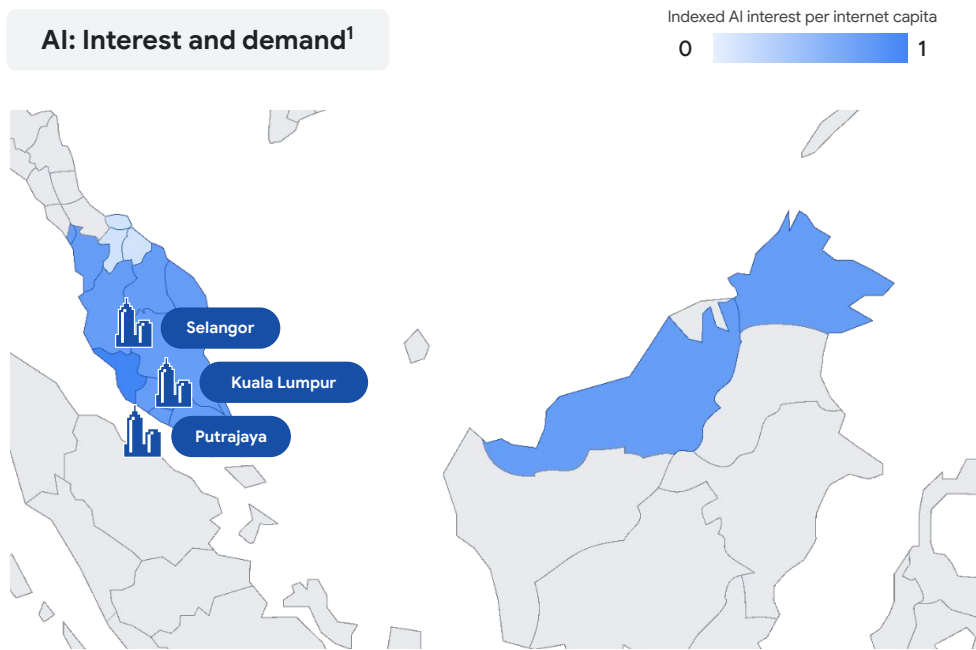 AI: Interest and demand¹
Indexed AI interest per internet capita
0 1
Selangor
Kuala Lumpur
Putrajaya